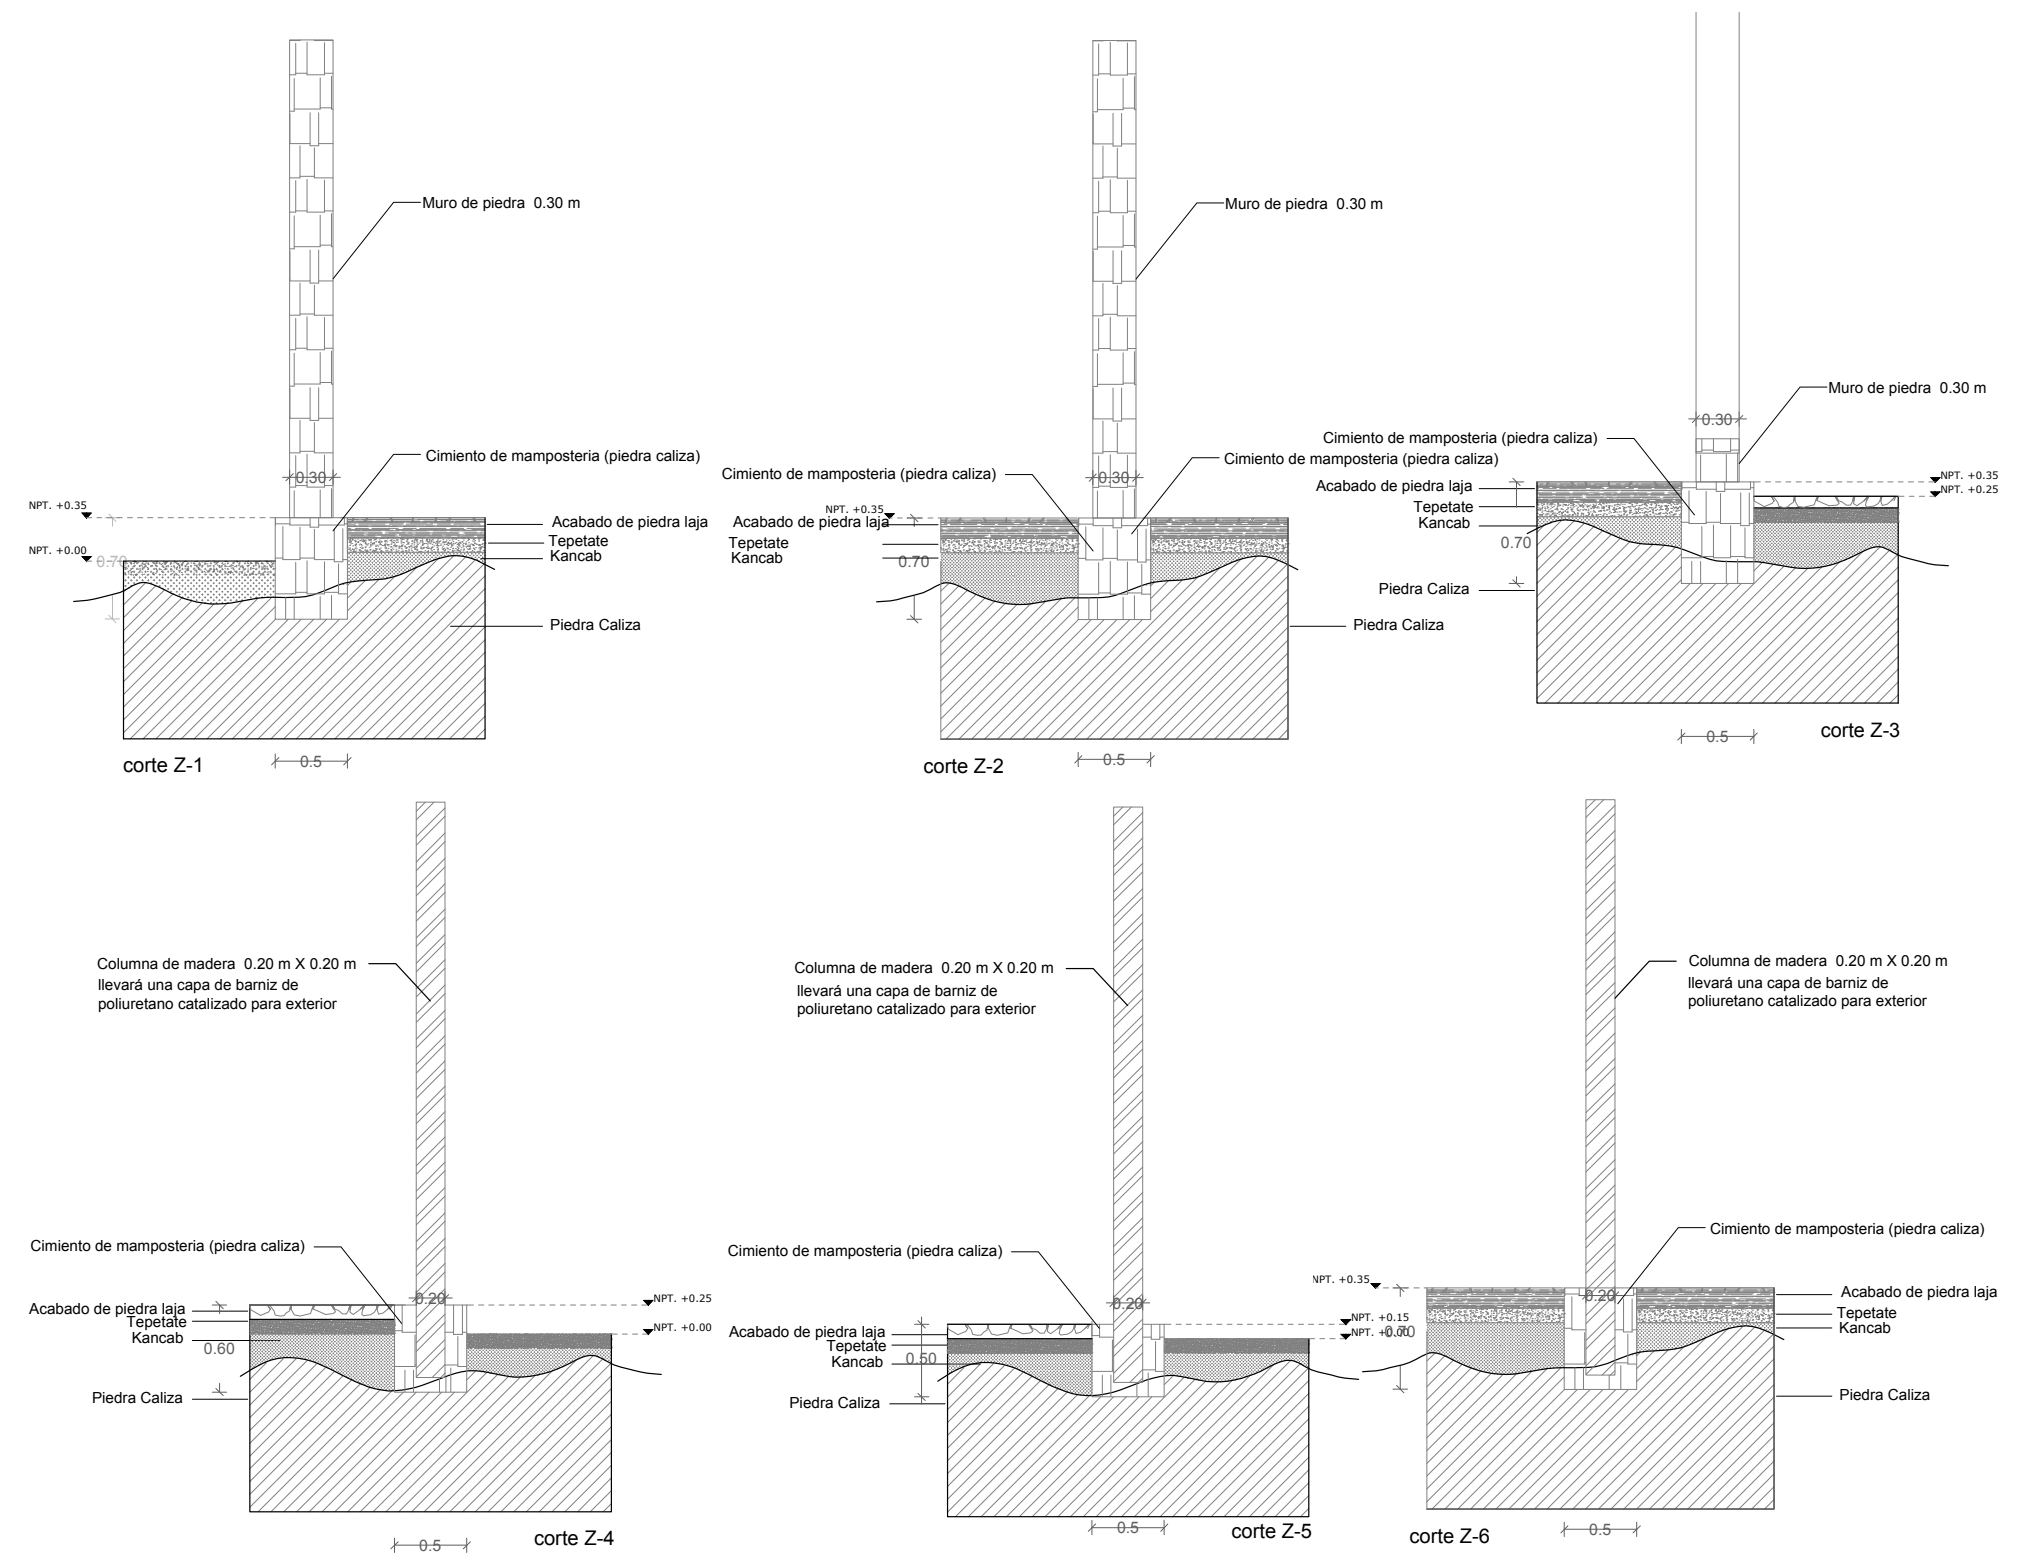 Muro de piedra 0.30 m
Cimiento de mamposteria (piedra caliza)
0.30
NPT. +0.35
NPT. +0.00
0.70
Acabado de piedra laja
Tepetate
Kancab
Piedra Caliza
corte Z-1
0.5
Muro de piedra 0.30 m
Cimiento de mamposteria (piedra caliza)
Cimiento de mamposteria (piedra caliza)
0.30
NPT. +0.35
Acabado de piedra laja
Tepetate
Kancab
0.70
Piedra Caliza
corte Z-2
0.5
Muro de piedra 0.30 m
0.30
Cimiento de mamposteria (piedra caliza)
Acabado de piedra laja
Tepetate
Kancab
0.70
NPT. +0.35
NPT. +0.25
Piedra Caliza
0.5
corte Z-3
Columna de madera 0.20 m X 0.20 m
llevará una capa de barniz de
poliuretano catalizado para exterior
Cimiento de mamposteria (piedra caliza)
0.20
Acabado de piedra laja
Tepetate
Kancab
0.60
NPT. +0.25
NPT. +0.00
Piedra Caliza
0.5
corte Z-4
Columna de madera 0.20 m X 0.20 m
llevará una capa de barniz de
poliuretano catalizado para exterior
Cimiento de mamposteria (piedra caliza)
0.20
Acabado de piedra laja
Tepetate
Kancab
0.50
NPT. +0.15
NPT. +0.00
Piedra Caliza
0.5
corte Z-5
Columna de madera 0.20 m X 0.20 m
llevará una capa de barniz de
poliuretano catalizado para exterior
Cimiento de mamposteria (piedra caliza)
NPT. +0.35
0.20
0.70
Acabado de piedra laja
Tepetate
Kancab
Piedra Caliza
corte Z-6
0.5